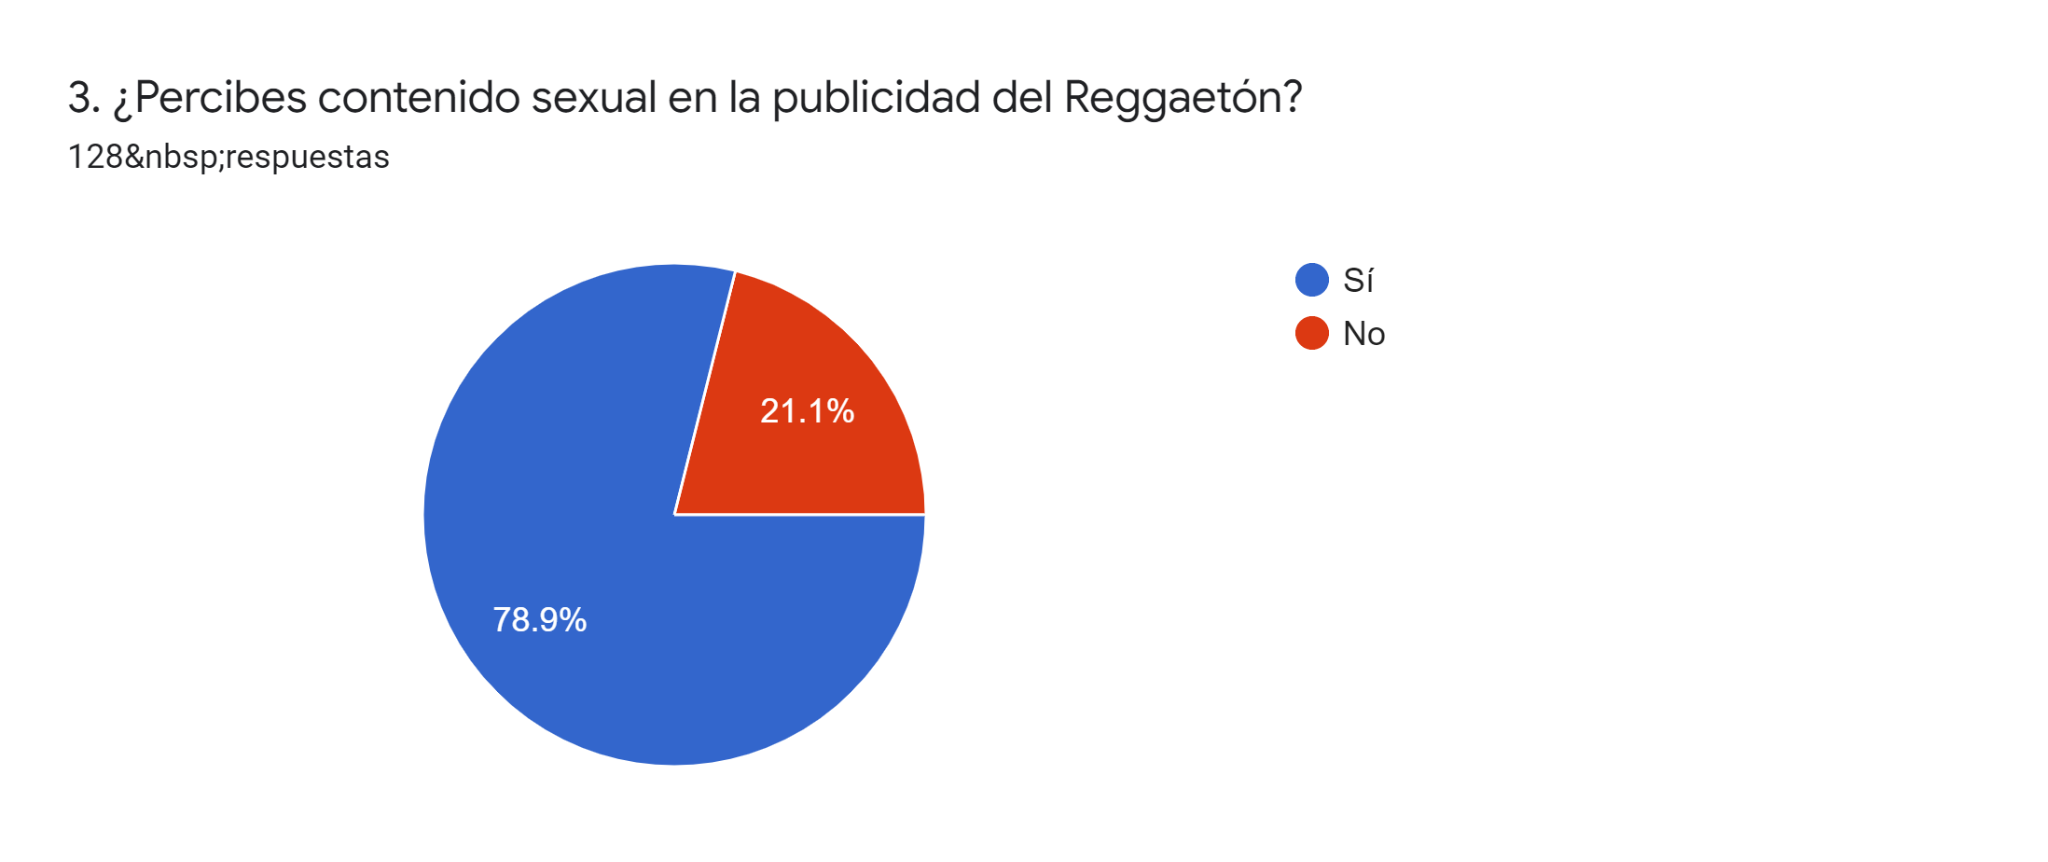 3. ¿Percibes contenido sexual en la publicidad del Reggaetón?
128&nbsp;respuestas
Sí
No
21.1%
78.9%